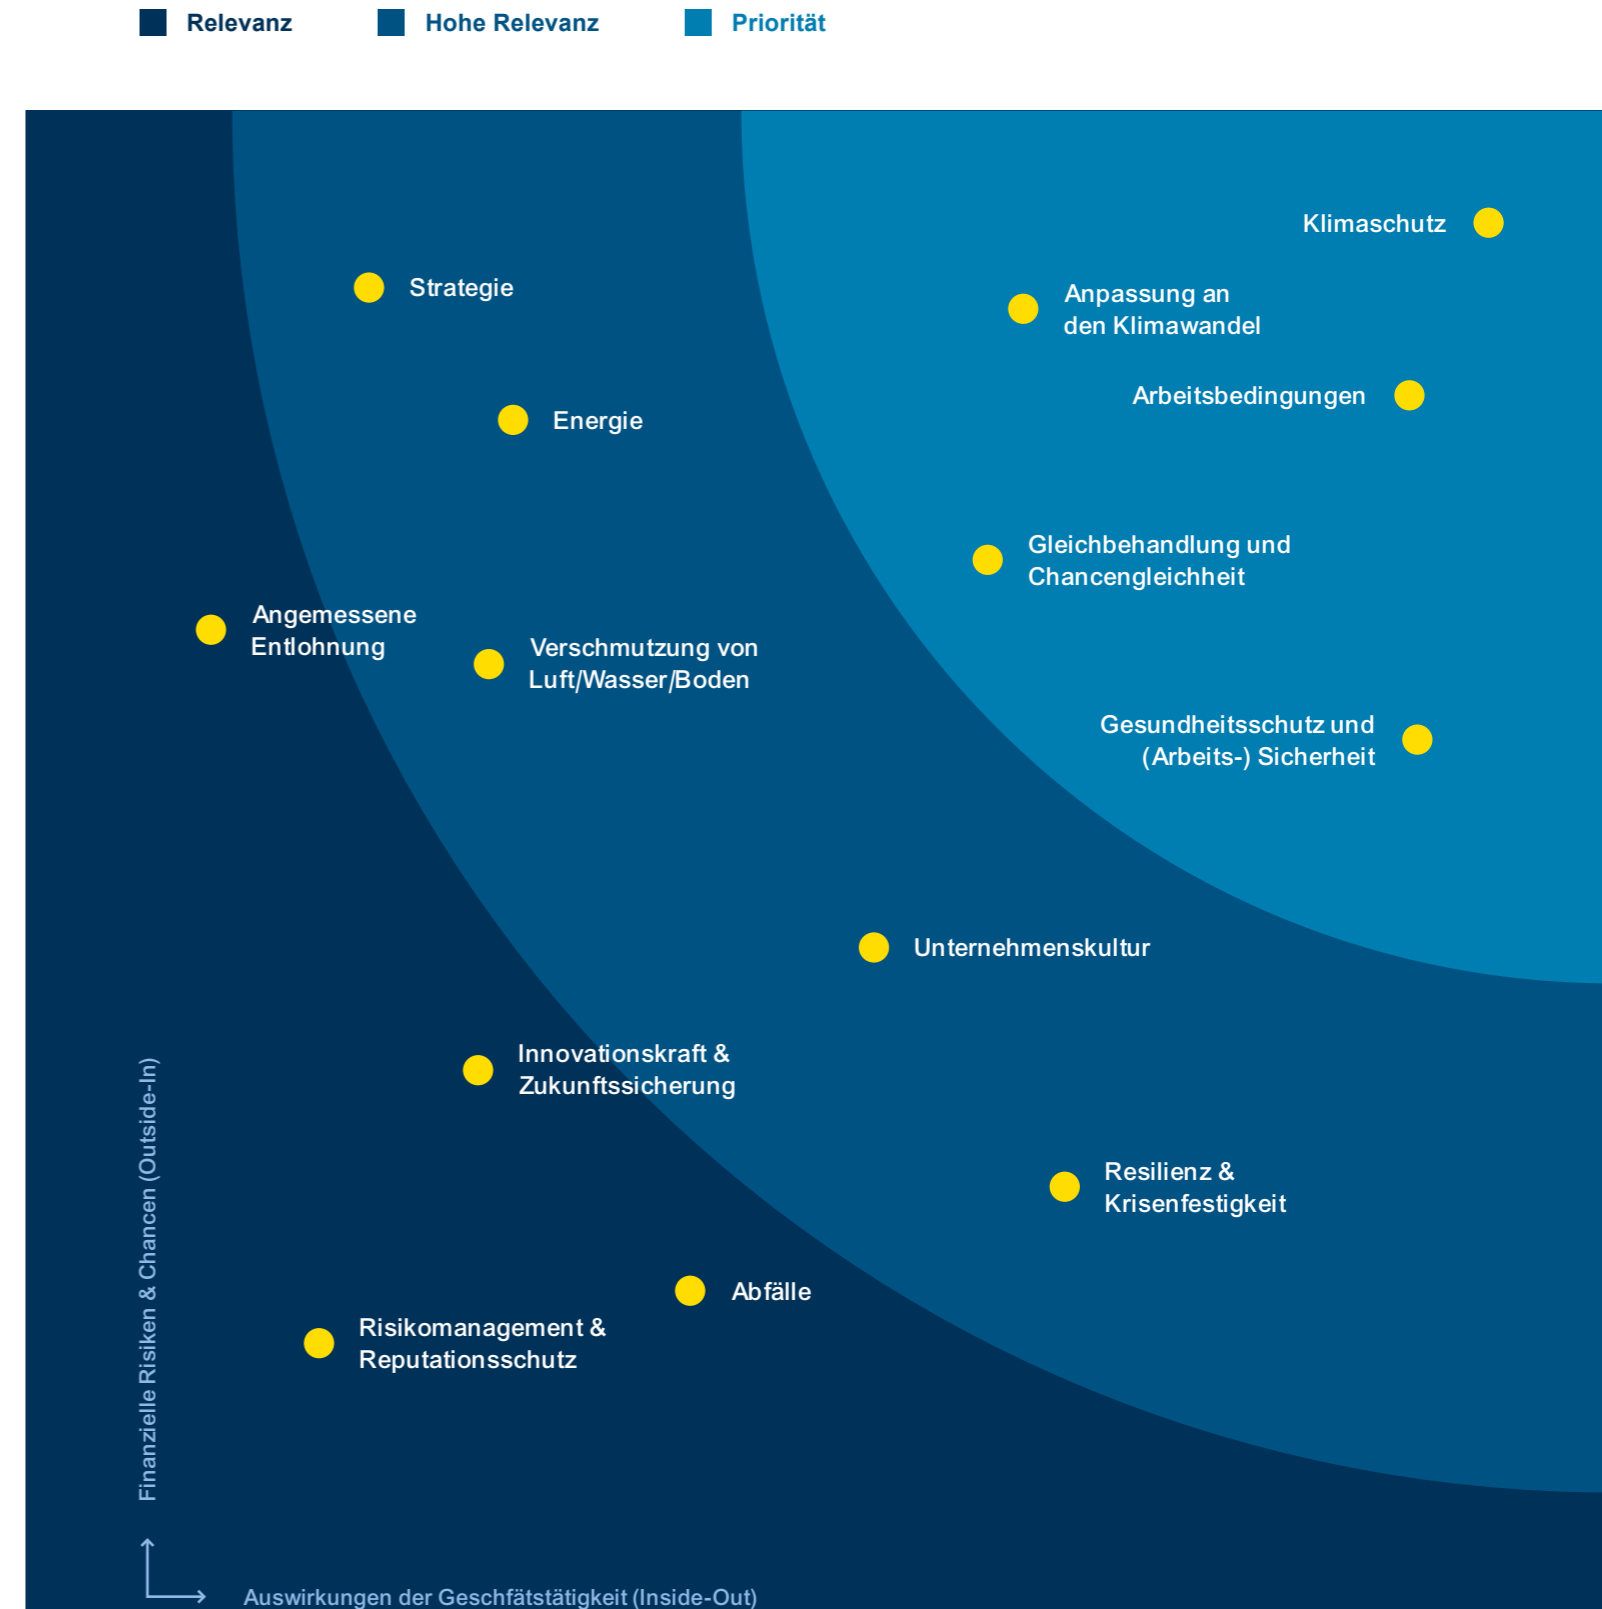 Relevanz
Hohe Relevanz
Priorität
Klimaschutz
Strategie
Anpassung an
den Klimawandel
Arbeitsbedingungen
Energie
Gleichbehandlung und
Chancengleichheit
Angemessene
Entlohnung
Verschmutzung von
Luft/Wasser/Boden
Gesundheitsschutz und
(Arbeits-) Sicherheit
Unternehmenskultur
Innovationskraft &
Zukunftssicherung
Resilienz &
Krisenfestigkeit
Abfälle
Risikomanagement &
Reputationsschutz
Finanzielle Risiken & Chancen (Outside-In)
Auswirkungen der Geschfätstätigkeit (Inside-Out)